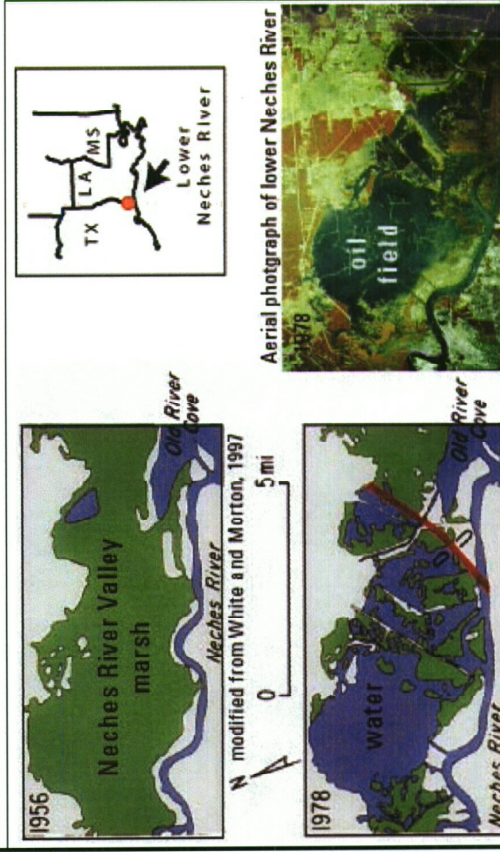 1956
Neches River Valley
marsh
Old River
Cove
Neches River
modified from White and Morton, 1997
N
0
5 mi
1978
water
Old River
Cove
Neches River
TX
LA
MS
Lower
Neches River
Aerial photgraph of lower Neches River
1978
oil
field